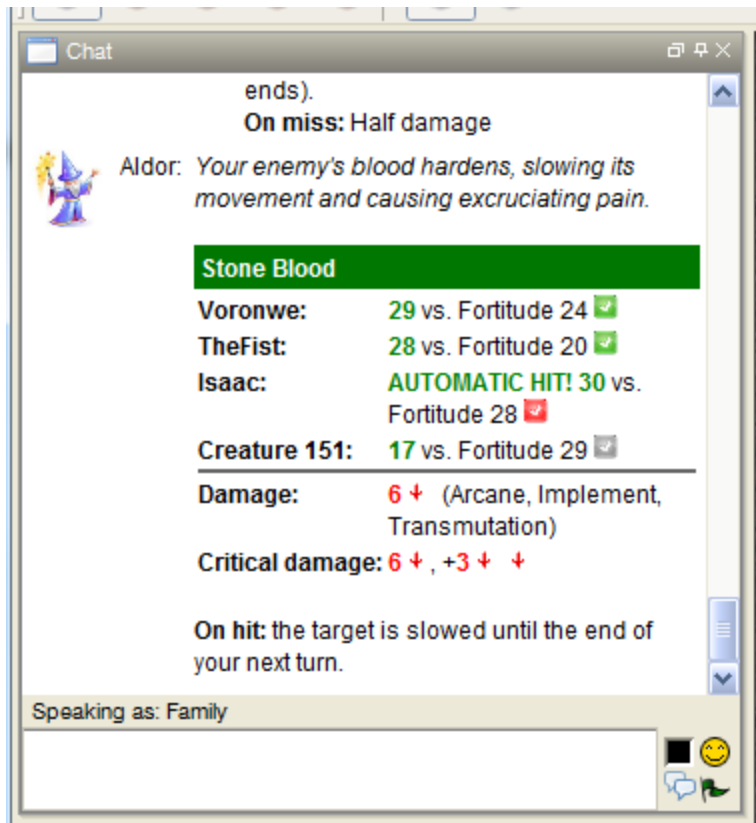 Chat
ends).
On miss: Half damage
Aldor: Your enemy's blood hardens, slowing its
movement and causing excruciating pain.
Stone Blood
Voronwe: 29 vs. Fortitude 24
TheFist: 28 vs. Fortitude 20
Isaac: AUTOMATIC HIT! 30 vs.
Fortitude 28
Creature 151: 17 vs. Fortitude 29
Damage: 6 (Arcane, Implement,
Transmutation)
Critical damage: 6 , +3
On hit: the target is slowed until the end of
your next turn.
Speaking as: Family